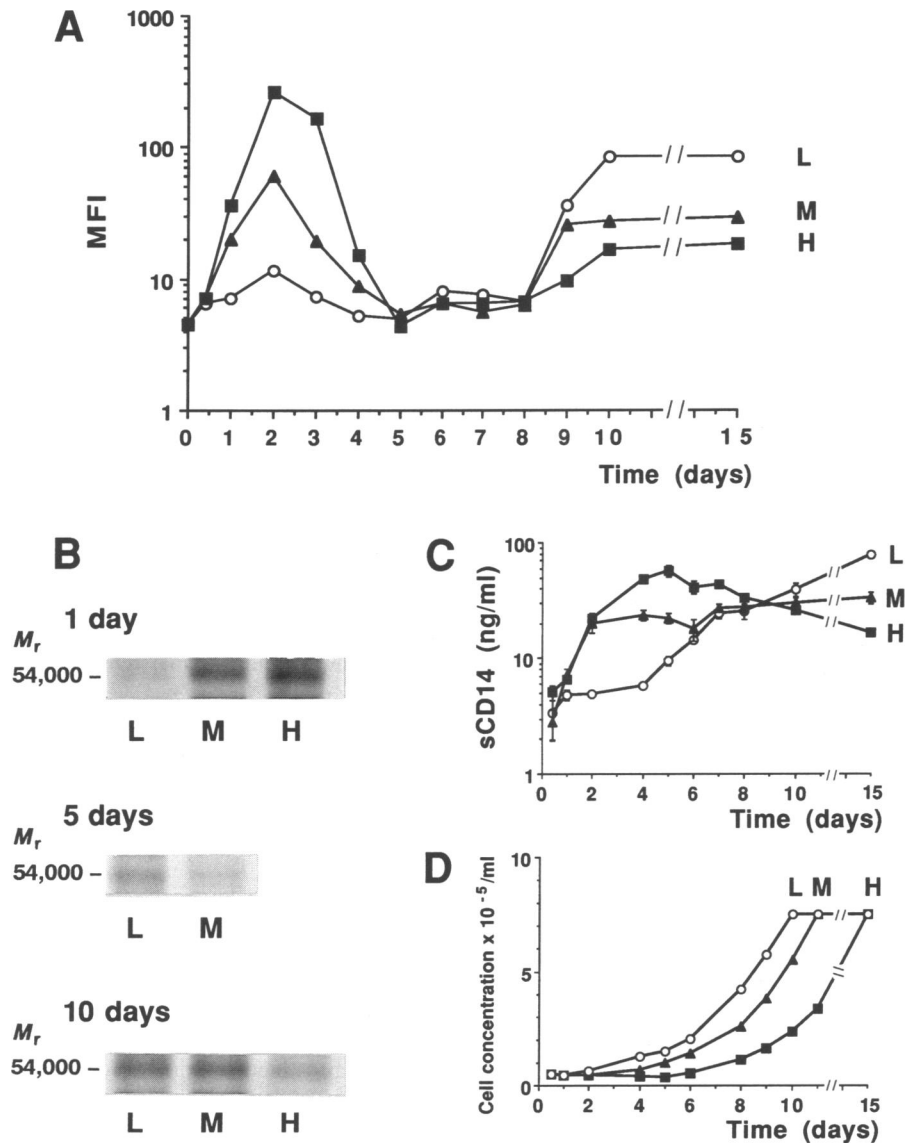 A
1000
100
10
1
MFI
0 1 2 3 4 5 6 7 8 9 10 // 15
Time (days)
L
M
H
B
1 day
Mr
54,000 –
L M H
5 days
Mr
54,000 –
L M
10 days
Mr
54,000 –
L M H
C
100
10
1
sCD14 (ng/ml)
0 2 4 6 8 10 // 15
Time (days)
L
M
H
D
10
5
0
Cell concentration x 10⁻⁵/ml
L M H
0 2 4 6 8 10 // 15
Time (days)